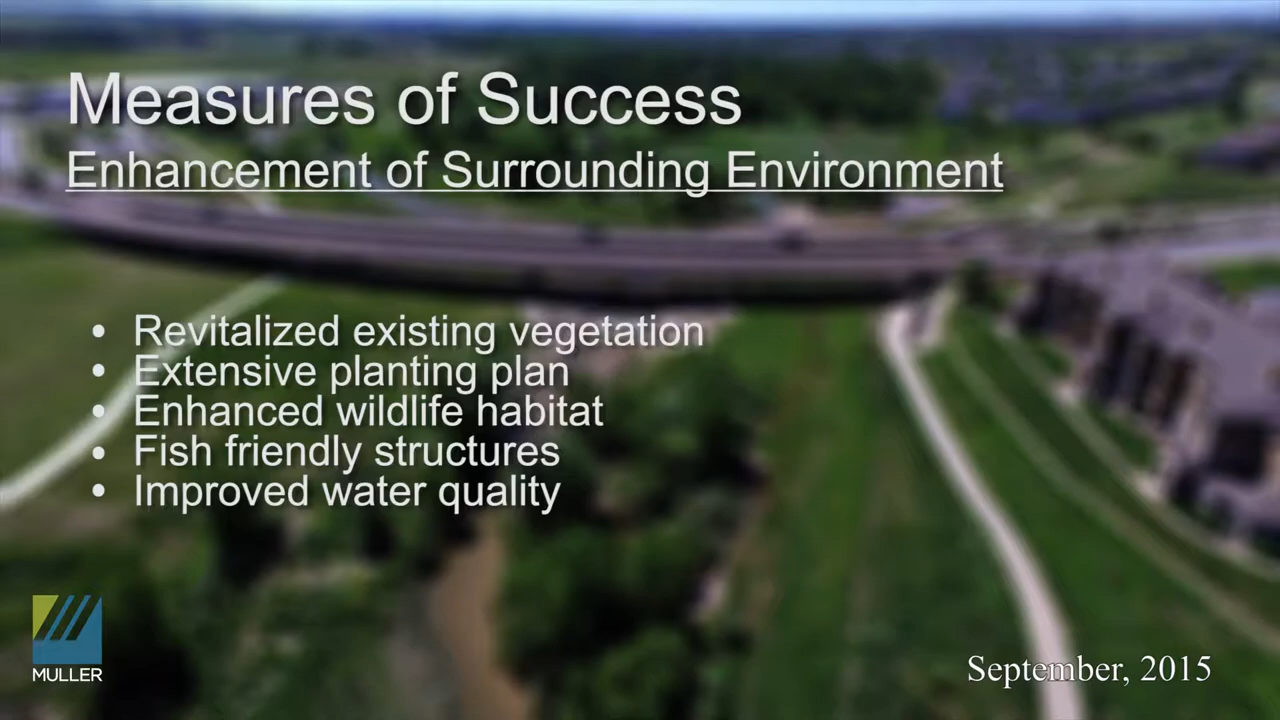 Measures of Success
Enhancement of Surrounding Environment
• Revitalized existing vegetation
• Extensive planting plan
• Enhanced wildlife habitat
• Fish friendly structures
• Improved water quality
MULLER
September, 2015